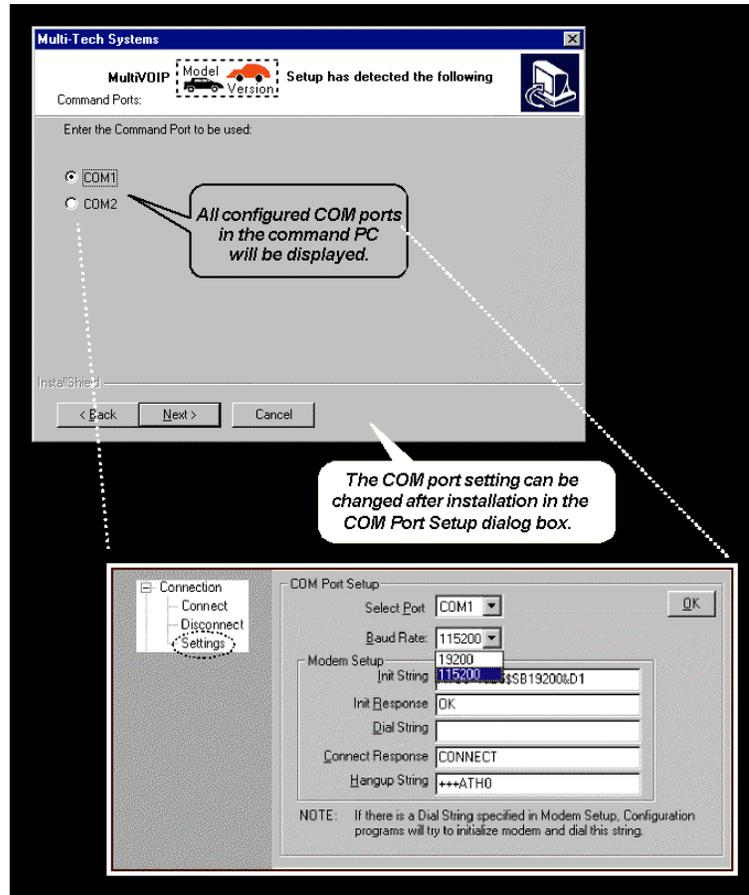 Multi-Tech Systems
MultiVOIP Model Version Setup has detected the following
Command Ports:
Enter the Command Port to be used:
COM1
COM2
All configured COM ports
in the command PC
will be displayed.
InstallShield
< Back Next > Cancel
The COM port setting can be
changed after installation in the
COM Port Setup dialog box.
Connection
Connect
Disconnect
Settings
COM Port Setup
Select Port COM1
OK
Baud Rate: 115200
19200
115200
Modem Setup
Init String $SB19200&D1
Init Response OK
Dial String
Connect Response CONNECT
Hangup String +++ATH0
NOTE: If there is a Dial String specified in Modem Setup, Configuration
programs will try to initialize modem and dial this string.